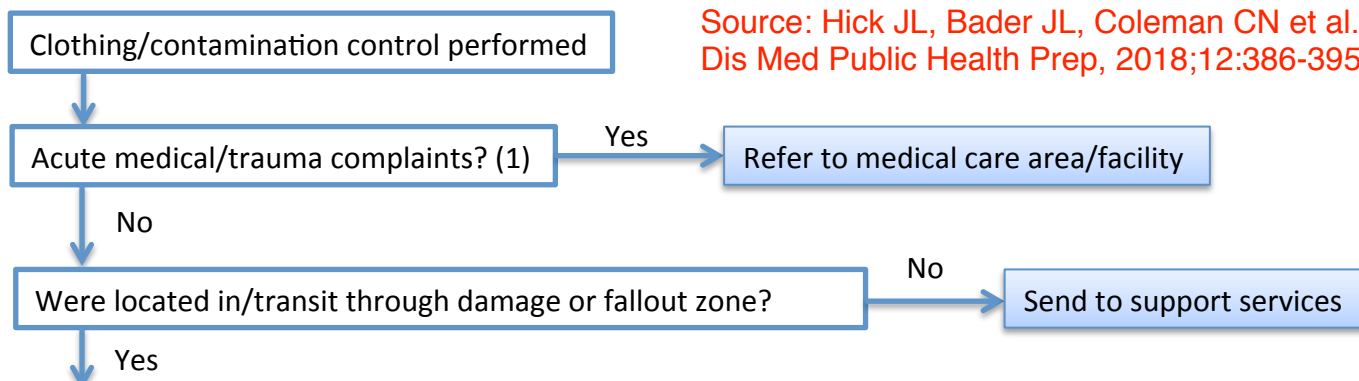 Source: Hick JL, Bader JL, Coleman CN et al.
Dis Med Public Health Prep, 2018;12:386-395
Clothing/contamination control performed
Acute medical/trauma complaints? (1)
Yes
Refer to medical care area/facility
No
Were located in/transit through damage or fallout zone?
No
Send to support services
Yes